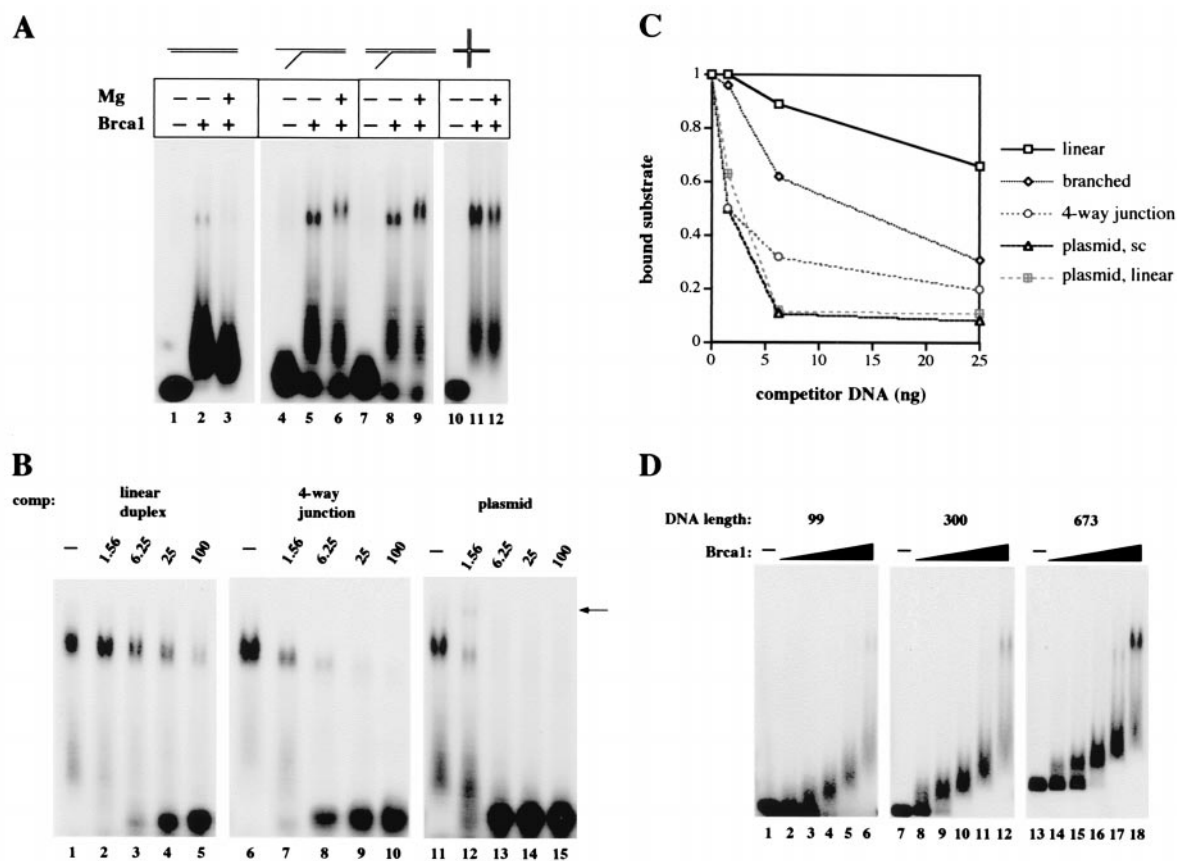 A
Mg − − + − + + − + + − + +
Brca1 − + + − + + − + + − + +
1 2 3 4 5 6 7 8 9 10 11 12
C
1
0.8
0.6
0.4
0.2
0
0 5 10 15 20 25
bound substrate
competitor DNA (ng)
linear
branched
4-way junction
plasmid, sc
plasmid, linear
B
comp: linear duplex 4-way junction plasmid
− 1.56 6.25 25 100 − 1.56 6.25 25 100 − 1.56 6.25 25 100
1 2 3 4 5 6 7 8 9 10 11 12 13 14 15
D
DNA length: 99 300 673
Brca1: − − −
1 2 3 4 5 6 7 8 9 10 11 12 13 14 15 16 17 18